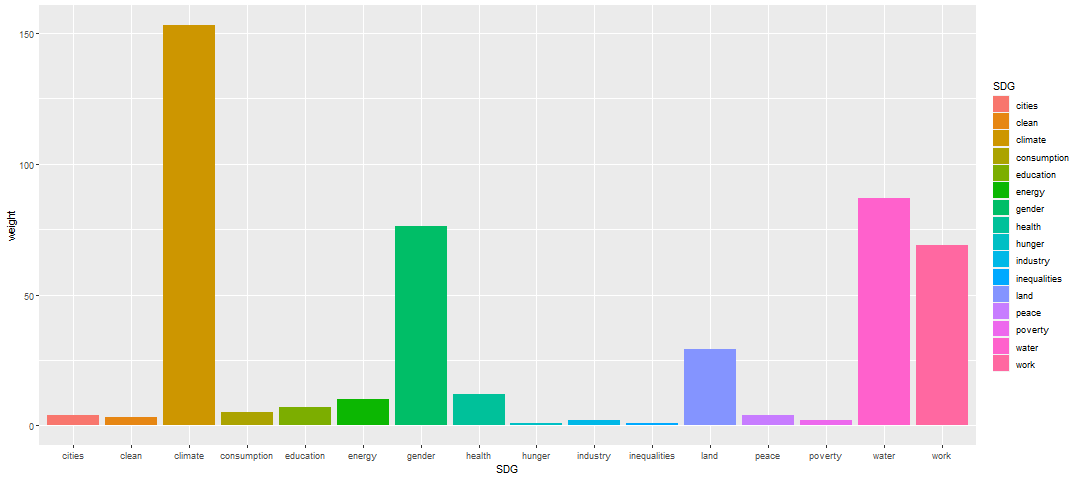 150
100
50
0
weight
cities clean climate consumption education energy gender health hunger industry inequalities land peace poverty water work
SDG
SDG
cities
clean
climate
consumption
education
energy
gender
health
hunger
industry
inequalities
land
peace
poverty
water
work